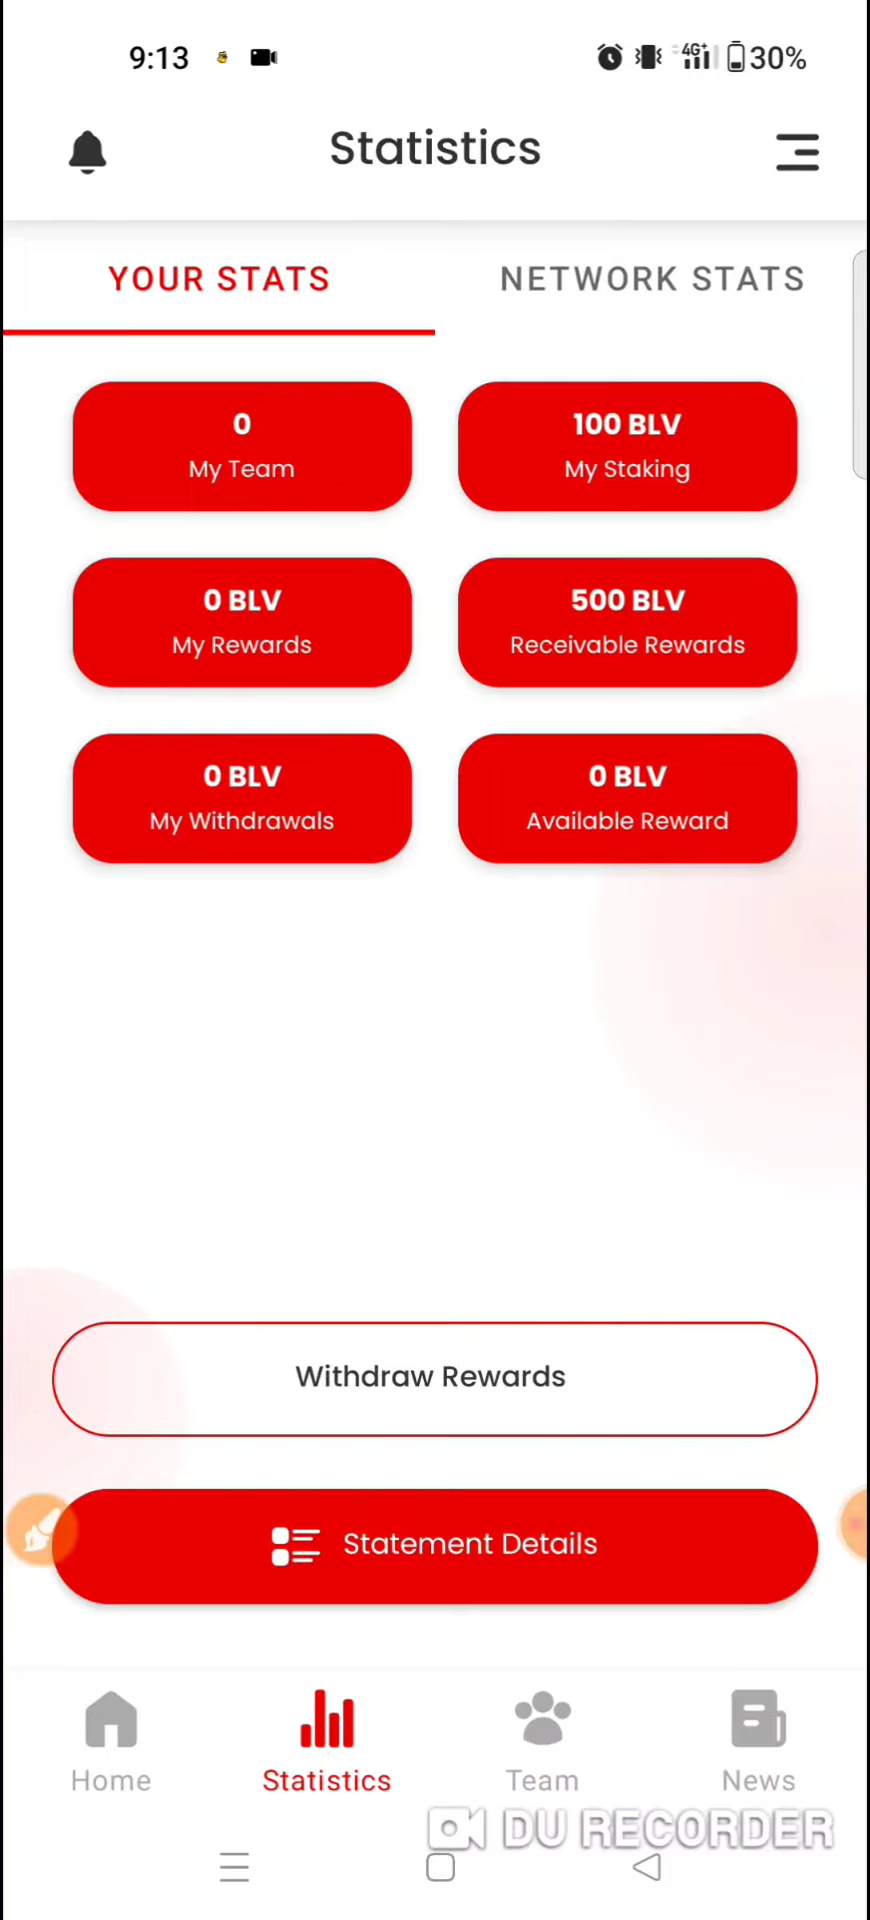 9:13
4G+
30%
Statistics
YOUR STATS
NETWORK STATS
0
My Team
100 BLV
My Staking
0 BLV
My Rewards
500 BLV
Receivable Rewards
0 BLV
My Withdrawals
0 BLV
Available Reward
Withdraw Rewards
Statement Details
Home
Statistics
Team
News
DU RECORDER